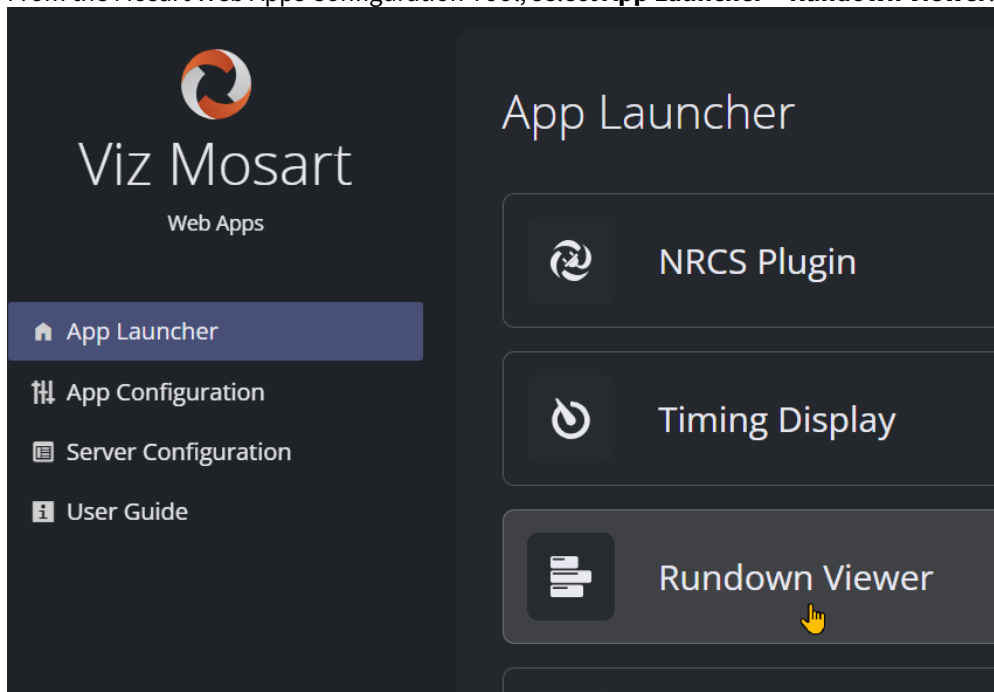 Viz Mosart
Web Apps
App Launcher
App Configuration
Server Configuration
User Guide
App Launcher
NRCS Plugin
Timing Display
Rundown Viewer